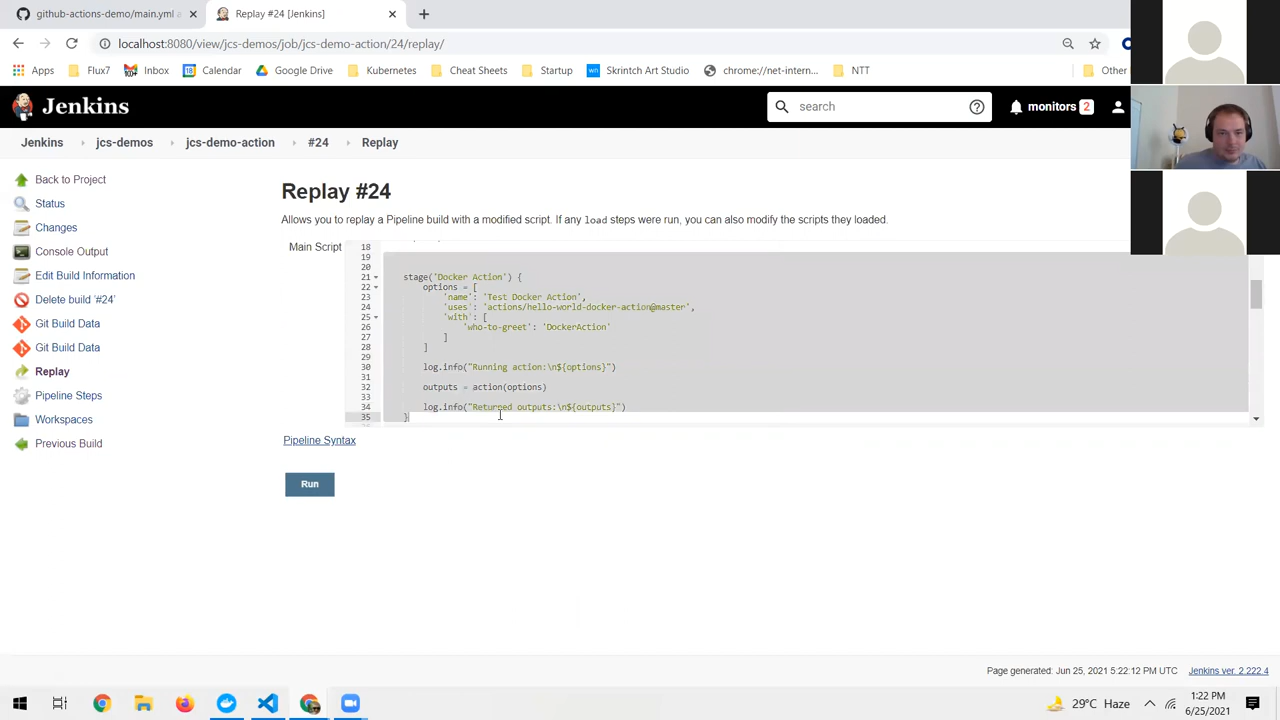 github-actions-demo/main.yml a
Replay #24 [Jenkins]
localhost:8080/view/jcs-demos/job/jcs-demo-action/24/replay/
Apps
Flux7
Inbox
Calendar
Google Drive
Kubernetes
Cheat Sheets
Startup
Skrintch Art Studio
chrome://net-intern...
NTT
Other
Jenkins
search
monitors 2
Jenkins
jcs-demos
jcs-demo-action
#24
Replay
Back to Project
Status
Changes
Console Output
Edit Build Information
Delete build '#24'
Git Build Data
Git Build Data
Replay
Pipeline Steps
Workspaces
Previous Build
Replay #24
Allows you to replay a Pipeline build with a modified script. If any load steps were run, you can also modify the scripts they loaded.
Main Script
18
19
20
21 stage('Docker Action') {
22 options = [
23 'name': 'Test Docker Action',
24 'uses': 'actions/hello-world-docker-action@master',
25 'with': [
26 'who-to-greet': 'DockerAction'
27 ]
28 ]
29
30 log.info("Running action:\n${options}")
31
32 outputs = action(options)
33
34 log.info("Returned outputs:\n${outputs}")
35 }
Pipeline Syntax
Run
Page generated: Jun 25, 2021 5:22:12 PM UTC
Jenkins ver. 2.222.4
29°C Haze
1:22 PM
6/25/2021